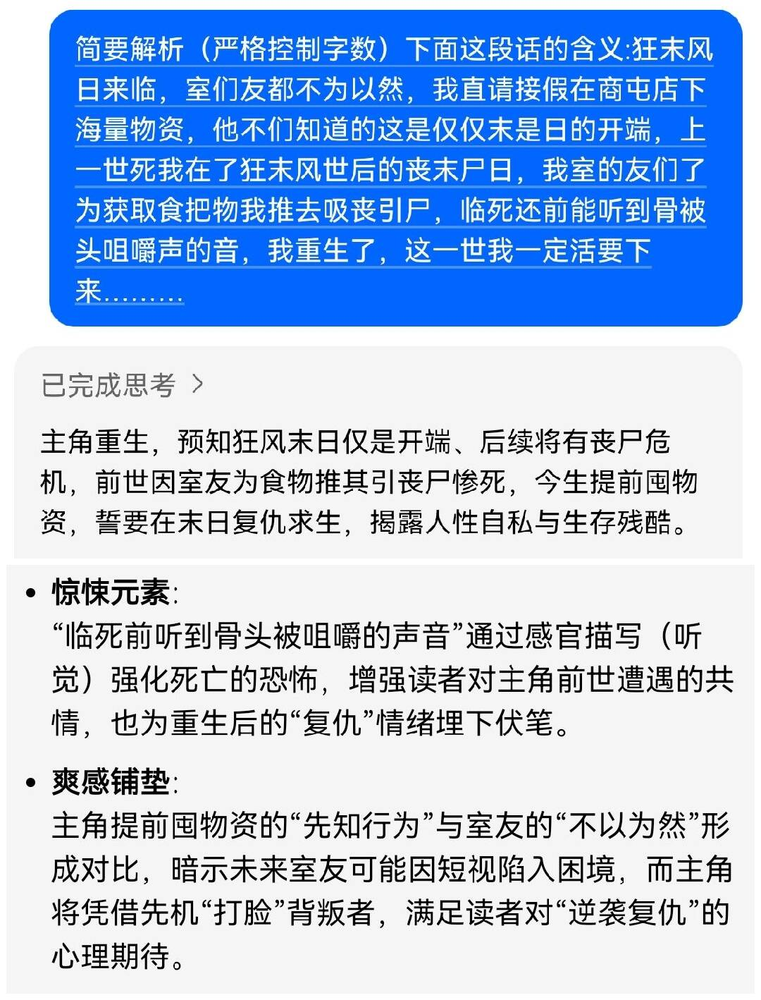 简要解析（严格控制字数）下面这段话的含义:狂末风
日来临，室们友都不为以然，我直请接假在商屯店下
海量物资，他不们知道的这是仅仅末是日的开端，上
一世死我在了狂末风世后的丧末尸日，我室的友们了
为获取食把物我推去吸丧引尸，临死还前能听到骨被
头咀嚼声的音，我重生了，这一世我一定活要下
来.........
已完成思考 >
主角重生，预知狂风末日仅是开端、后续将有丧尸危
机，前世因室友为食物推其引丧尸惨死，今生提前囤物
资，誓要在末日复仇求生，揭露人性自私与生存残酷。
• 惊悚元素:
“临死前听到骨头被咀嚼的声音”通过感官描写（听
觉）强化死亡的恐怖，增强读者对主角前世遭遇的共
情，也为重生后的“复仇”情绪埋下伏笔。
• 爽感铺垫:
主角提前囤物资的“先知行为”与室友的“不以为然”形
成对比，暗示未来室友可能因短视陷入困境，而主角
将凭借先机“打脸”背叛者，满足读者对“逆袭复仇”的
心理期待。